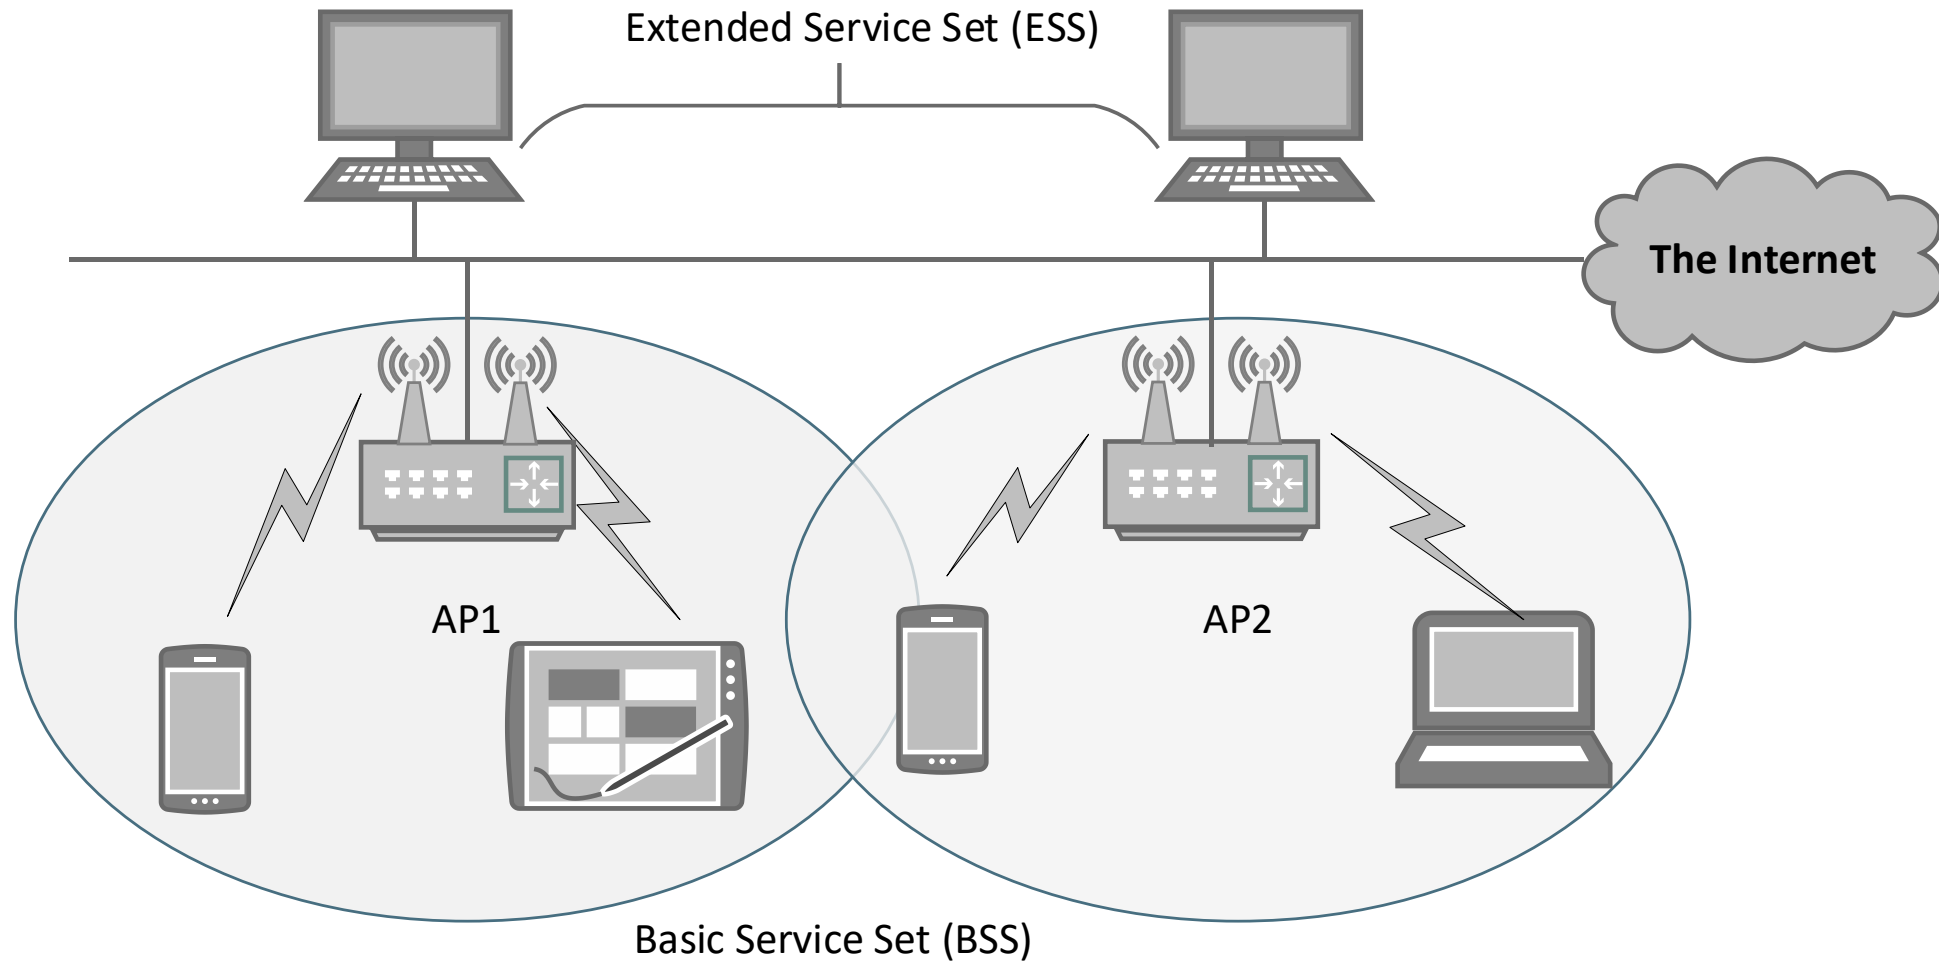 Extended Service Set (ESS)
The Internet
AP1
AP2
Basic Service Set (BSS)